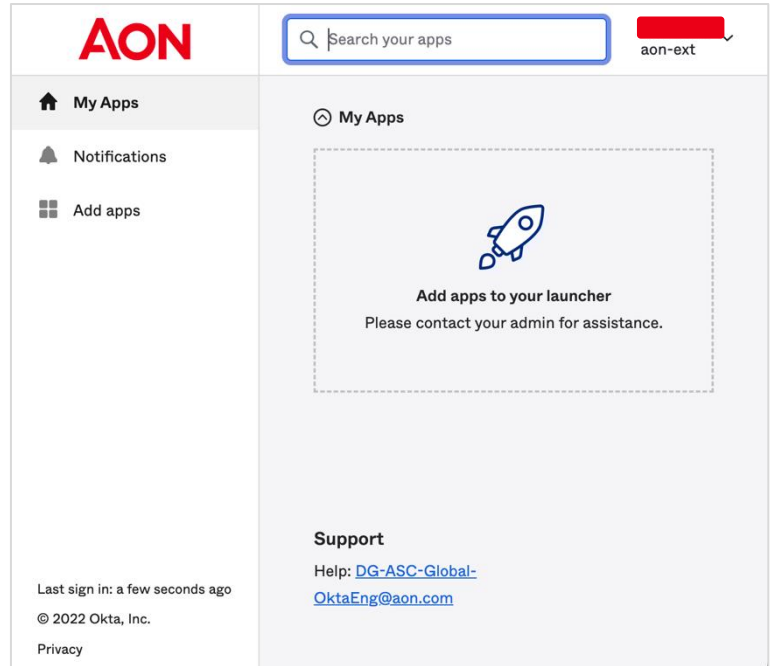 AON
Search your apps
aon-ext
My Apps
Notifications
Add apps
My Apps
Add apps to your launcher
Please contact your admin for assistance.
Support
Help: DG-ASC-Global-
OktaEng@aon.com
Last sign in: a few seconds ago
© 2022 Okta, Inc.
Privacy